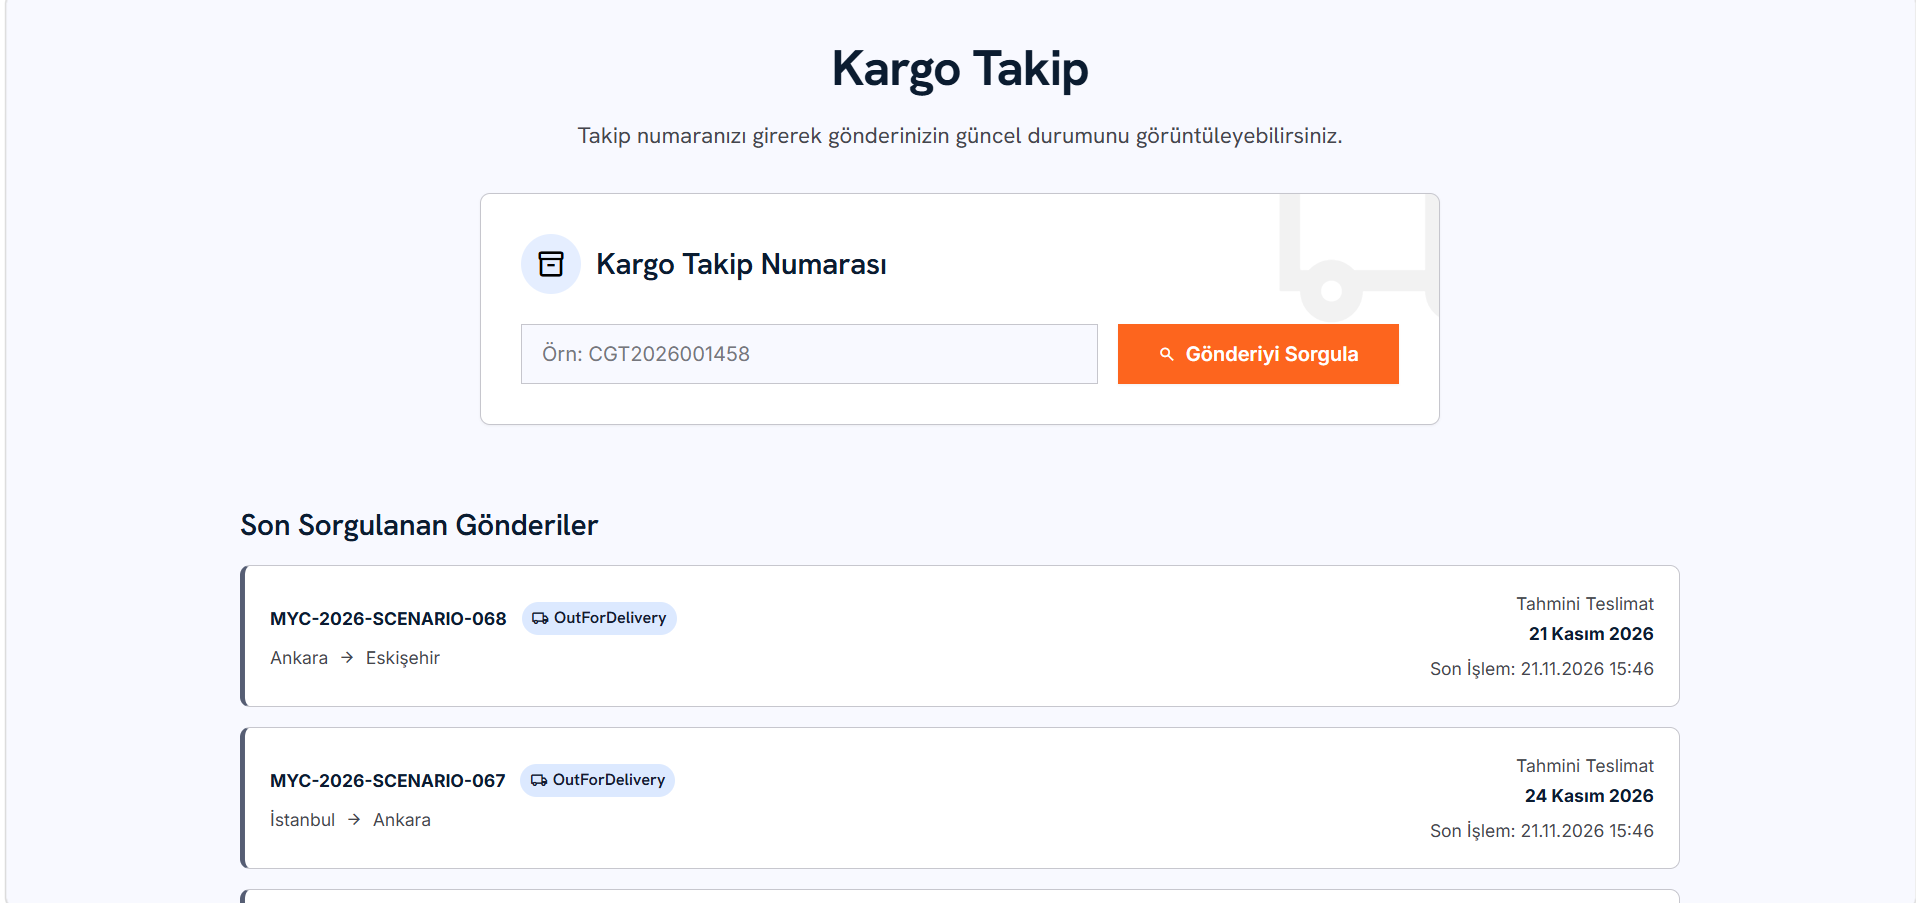 Kargo Takip
Takip numaranızı girerek gönderinizin güncel durumunu görüntüleyebilirsiniz.
Kargo Takip Numarası
Örn: CGT2026001458
Gönderiyi Sorgula
Son Sorgulanan Gönderiler
MYC-2026-SCENARIO-068 OutForDelivery
Ankara → Eskişehir
Tahmini Teslimat
21 Kasım 2026
Son İşlem: 21.11.2026 15:46
MYC-2026-SCENARIO-067 OutForDelivery
İstanbul → Ankara
Tahmini Teslimat
24 Kasım 2026
Son İşlem: 21.11.2026 15:46